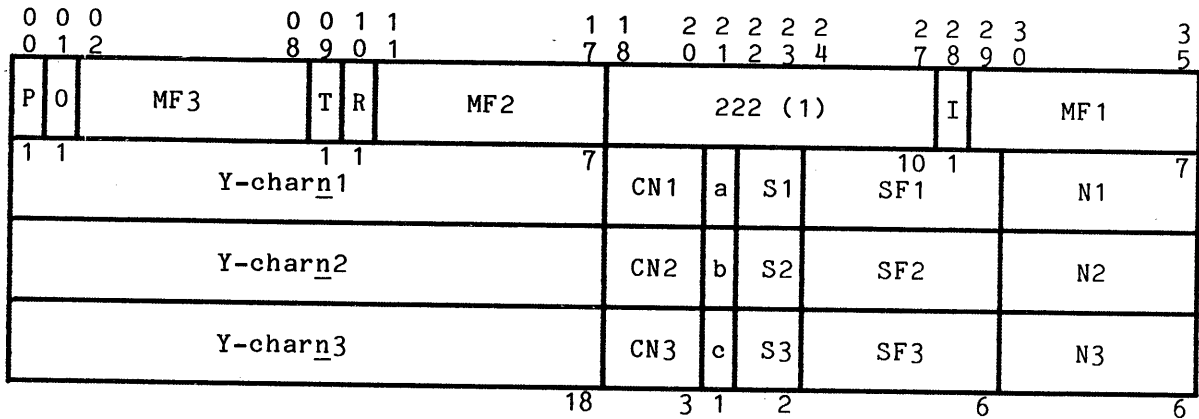 0 0 0 0 0 1 1 1 1 2 2 2 2 2 2 2 2 3 3
0 1 2 8 9 0 1 7 8 0 1 2 3 4 7 8 9 0 5
P 0 MF3 T R MF2 222 (1) I MF1
1 1 1 1 7 10 1 7
Y-charn1 CN1 a S1 SF1 N1
Y-charn2 CN2 b S2 SF2 N2
Y-charn3 CN3 c S3 SF3 N3
18 3 1 2 6 6